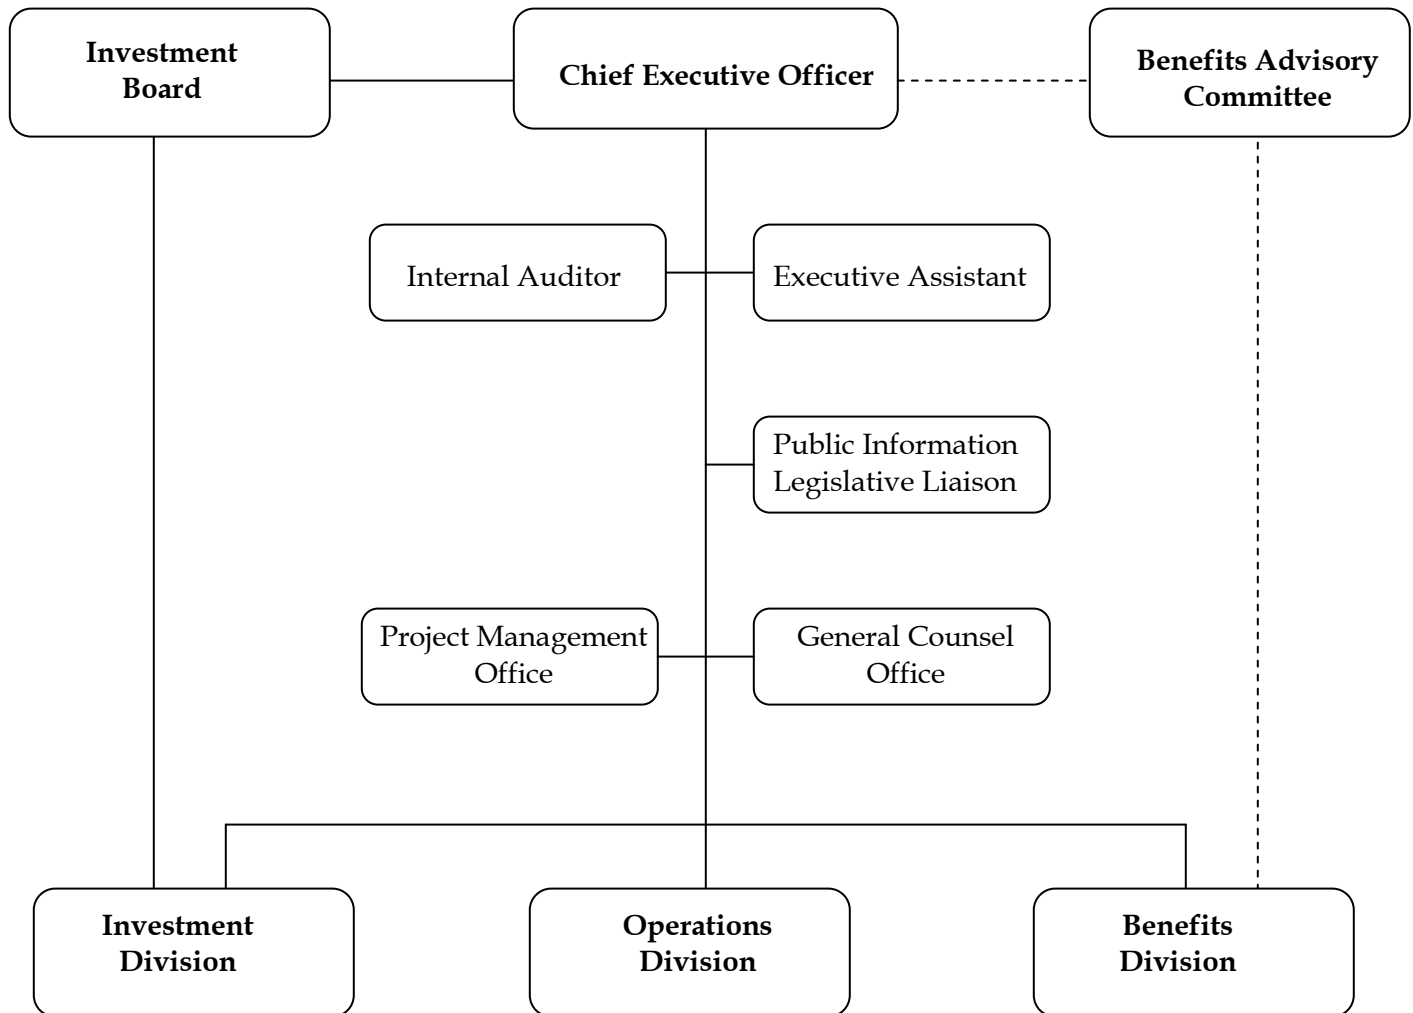 Investment
Board
Chief Executive Officer
Benefits Advisory
Committee
Internal Auditor
Executive Assistant
Public Information
Legislative Liaison
Project Management
Office
General Counsel
Office
Investment
Division
Operations
Division
Benefits
Division